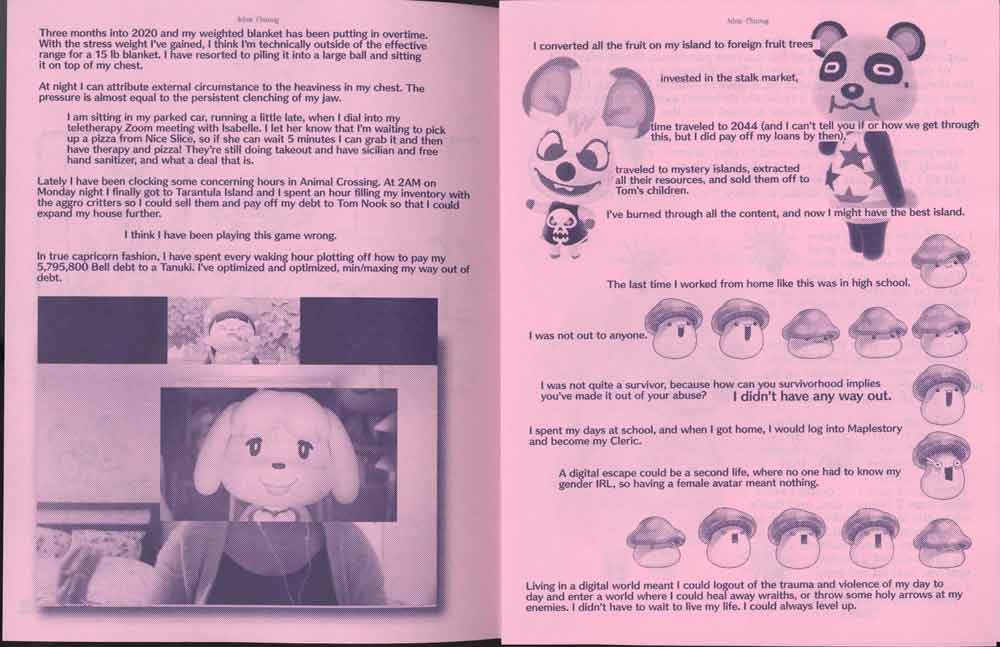 Three months into 2020 and my weighted blanket has been putting in overtime.
With the stress weight I've gained, I think I'm technically outside of the effective
range for a 15 lb blanket. I have resorted to piling it into a large ball and sitting
it on top of my chest.
At night I can attribute external circumstance to the heaviness in my chest. The
pressure is almost equal to the persistent clenching of my jaw.
I am sitting in my parked car, running a little late, when I dial into my
teletherapy Zoom meeting with Isabelle. I let her know that I'm waiting to pick
up a pizza from Nice Slice, so if she can wait 5 minutes I can grab it and then
have therapy and pizza! They're still doing takeout and have sicilian and free
hand sanitizer, and what a deal that is.
Lately I have been clocking some concerning hours in Animal Crossing. At 2AM on
Monday night I finally got to Tarantula Island and I spent an hour filling my inventory with
the aggro critters so I could sell them and pay off my debt to Tom Nook so that I could
expand my house further.
I think I have been playing this game wrong.
In true capricorn fashion, I have spent every waking hour plotting off how to pay my
5,795,800 Bell debt to a Tanuki. I've optimized and optimized, min/maxing my way out of
debt.
I converted all the fruit on my island to foreign fruit trees
invested in the stalk market,
time traveled to 2044 (and I can't tell you if or how we get through
this, but I did pay off my loans by then),
traveled to mystery islands, extracted
all their resources, and sold them off to
Tom's children.
I've burned through all the content, and now I might have the best island.
The last time I worked from home like this was in high school.
I was not out to anyone.
I was not quite a survivor, because how can you survivorhood implies
you've made it out of your abuse? I didn't have any way out.
I spent my days at school, and when I got home, I would log into Maplestory
and become my Cleric.
A digital escape could be a second life, where no one had to know my
gender IRL, so having a female avatar meant nothing.
Living in a digital world meant I could logout of the trauma and violence of my day to
day and enter a world where I could heal away wraiths, or throw some holy arrows at my
enemies. I didn't have to wait to live my life. I could always level up.